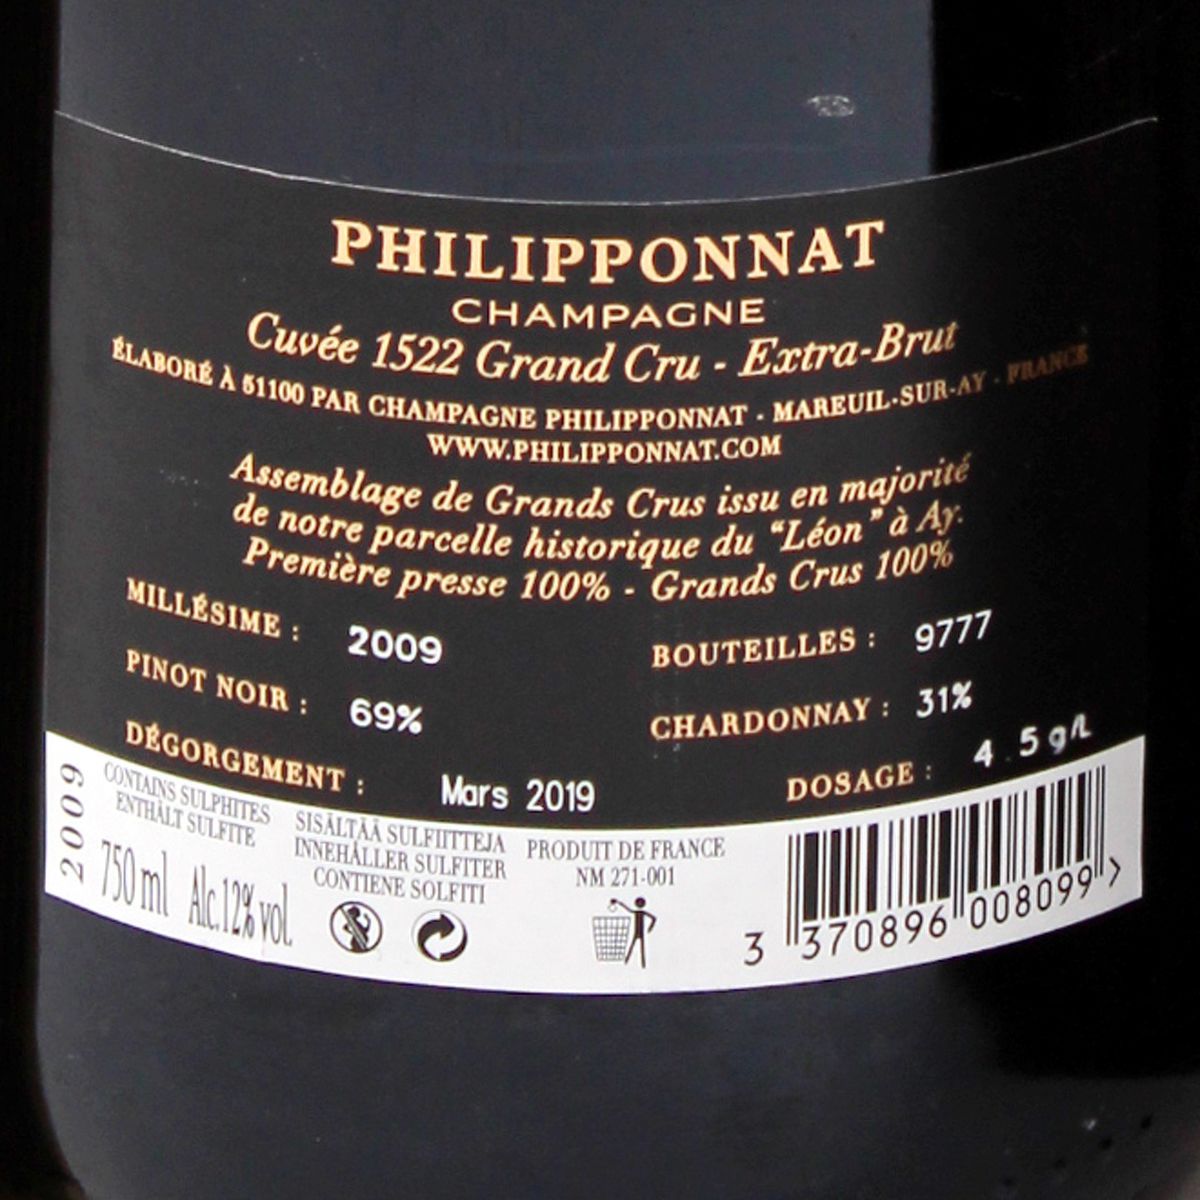 PHILIPPONNAT
CHAMPAGNE
Cuvée 1522 Grand Cru - Extra-Brut
ÉLABORÉ À 51100 PAR CHAMPAGNE PHILIPPONNAT - MAREUIL-SUR-AY - FRANCE
WWW.PHILIPPONNAT.COM
Assemblage de Grands Crus issu en majorité
de notre parcelle historique du “Léon” à Ay.
Première presse 100% - Grands Crus 100%
MILLÉSIME : 2009 BOUTEILLES : 9777
PINOT NOIR : 69% CHARDONNAY : 31%
DÉGORGEMENT : Mars 2019 DOSAGE : 4.5 g/L
2009
CONTAINS SULPHITES
ENTHÄLT SULFITE
750 ml Alc.12% vol.
SISÄLTÄÄ SULFIITTEJA
INNEHÅLLER SULFITER
CONTIENE SOLFITI
PRODUIT DE FRANCE
NM 271-001
3 370896 008099 >